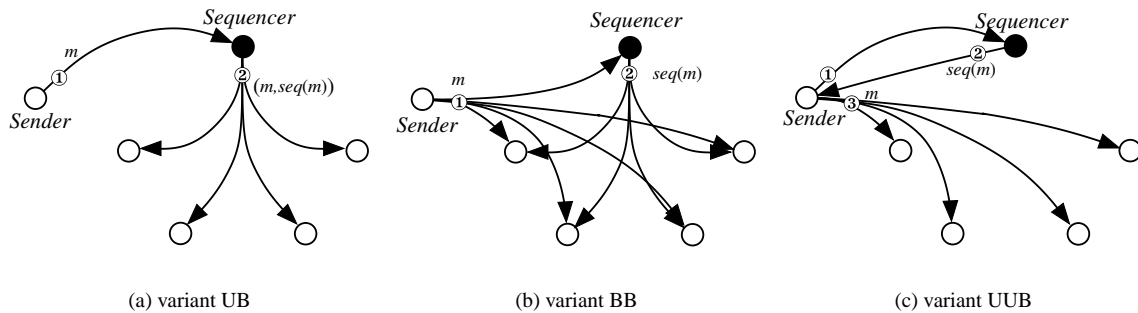 Sequencer
m
1
2
(m,seq(m))
Sender
(a) variant UB
Sequencer
m
2
seq(m)
1
Sender
(b) variant BB
Sequencer
2
1
seq(m)
m
3
Sender
(c) variant UUB